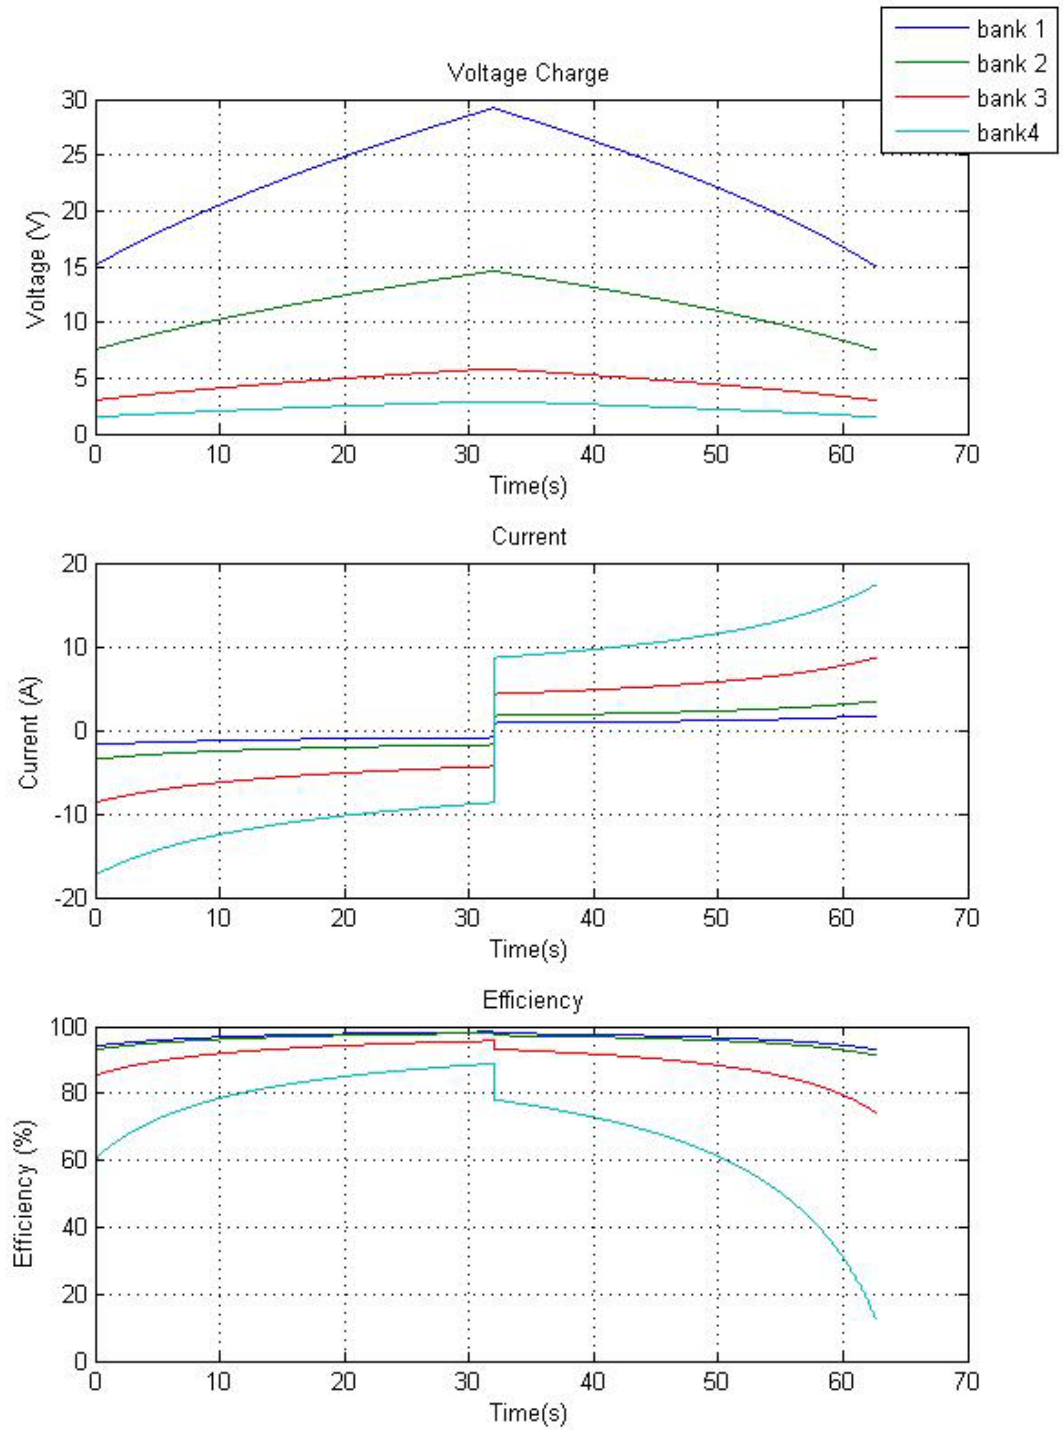 bank 1
bank 2
bank 3
bank4
Voltage Charge
30
25
20
15
10
5
0
Voltage (V)
0 10 20 30 40 50 60 70
Time(s)
Current
20
10
0
-10
-20
Current (A)
0 10 20 30 40 50 60 70
Time(s)
Efficiency
100
80
60
40
20
0
Efficiency (%)
0 10 20 30 40 50 60 70
Time(s)